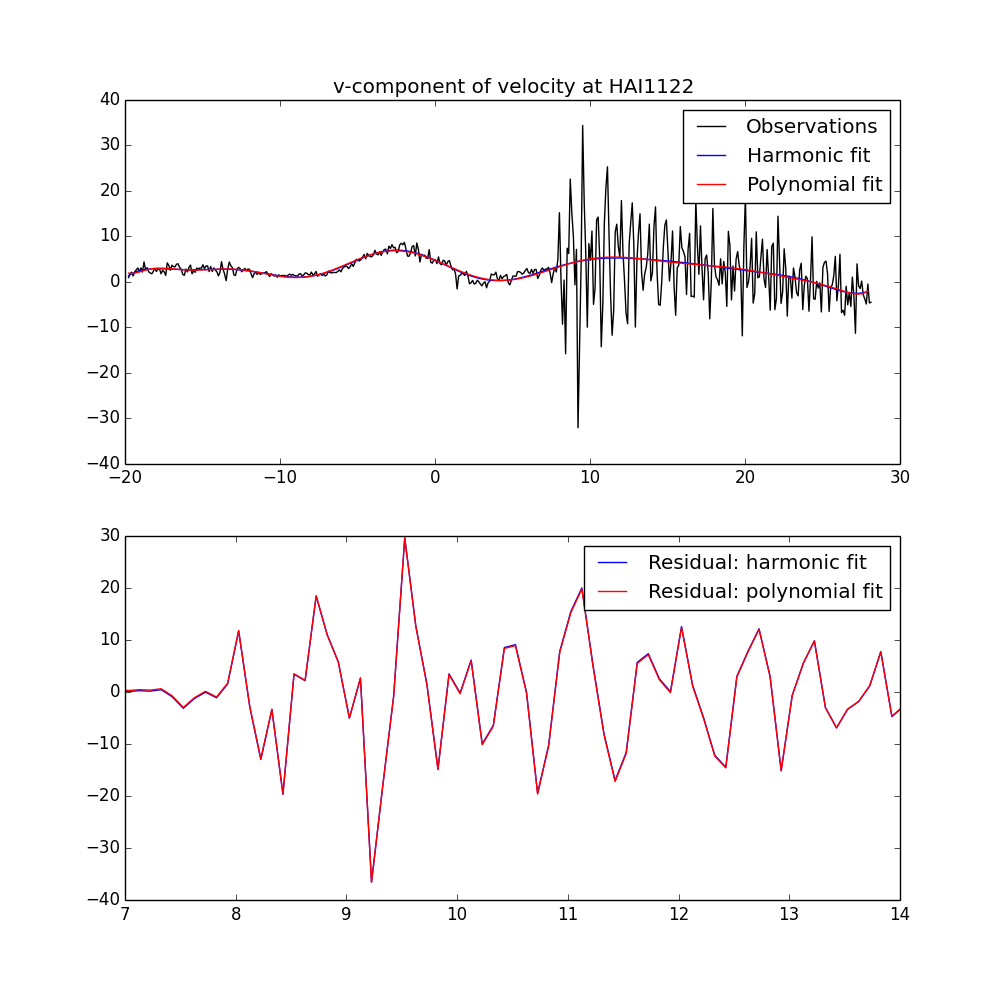 v-component of velocity at HAI1122
40
30
20
10
0
−10
−20
−30
−40
−20 −10 0 10 20 30
Observations
Harmonic fit
Polynomial fit
30
20
10
0
−10
−20
−30
−40
7 8 9 10 11 12 13 14
Residual: harmonic fit
Residual: polynomial fit